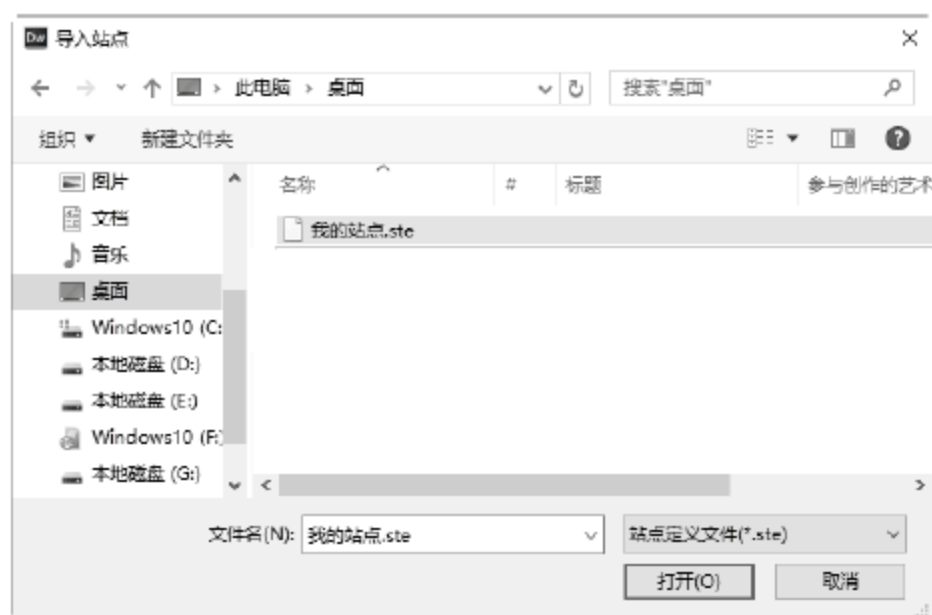 Dw 导入站点
此电脑 › 桌面 搜索"桌面"
组织 新建文件夹
名称 # 标题 参与创作的艺术
我的站点.ste
图片
文档
音乐
桌面
Windows10 (C:
本地磁盘 (D:)
本地磁盘 (E:)
Windows10 (F:)
本地磁盘 (G:)
文件名(N): 我的站点.ste 站点定义文件(*.ste)
打开(O) 取消